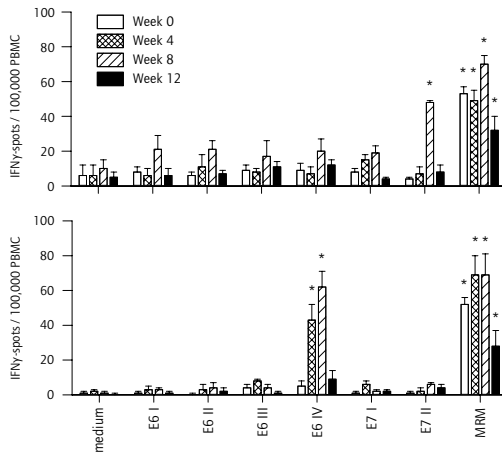 Week 0
Week 4
Week 8
Week 12
IFNγ-spots / 100,000 PBMC
100
80
60
40
20
0
*
*
*
*
*
IFNγ-spots / 100,000 PBMC
100
80
60
40
20
0
*
*
*
*
*
*
medium
E6 I
E6 II
E6 III
E6 IV
E7 I
E7 II
MRM